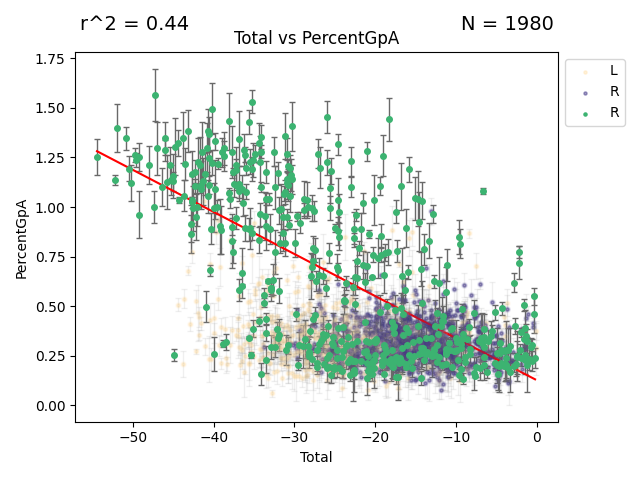 r^2 = 0.44
N = 1980
Total vs PercentGpA
1.75
1.50
1.25
1.00
0.75
0.50
0.25
0.00
PercentGpA
L
R
R
−50
−40
−30
−20
−10
0
Total